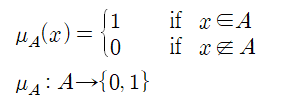 μ_A(x) = { 1 if x ∈ A
0 if x ∉ A
μ_A : A → {0, 1}